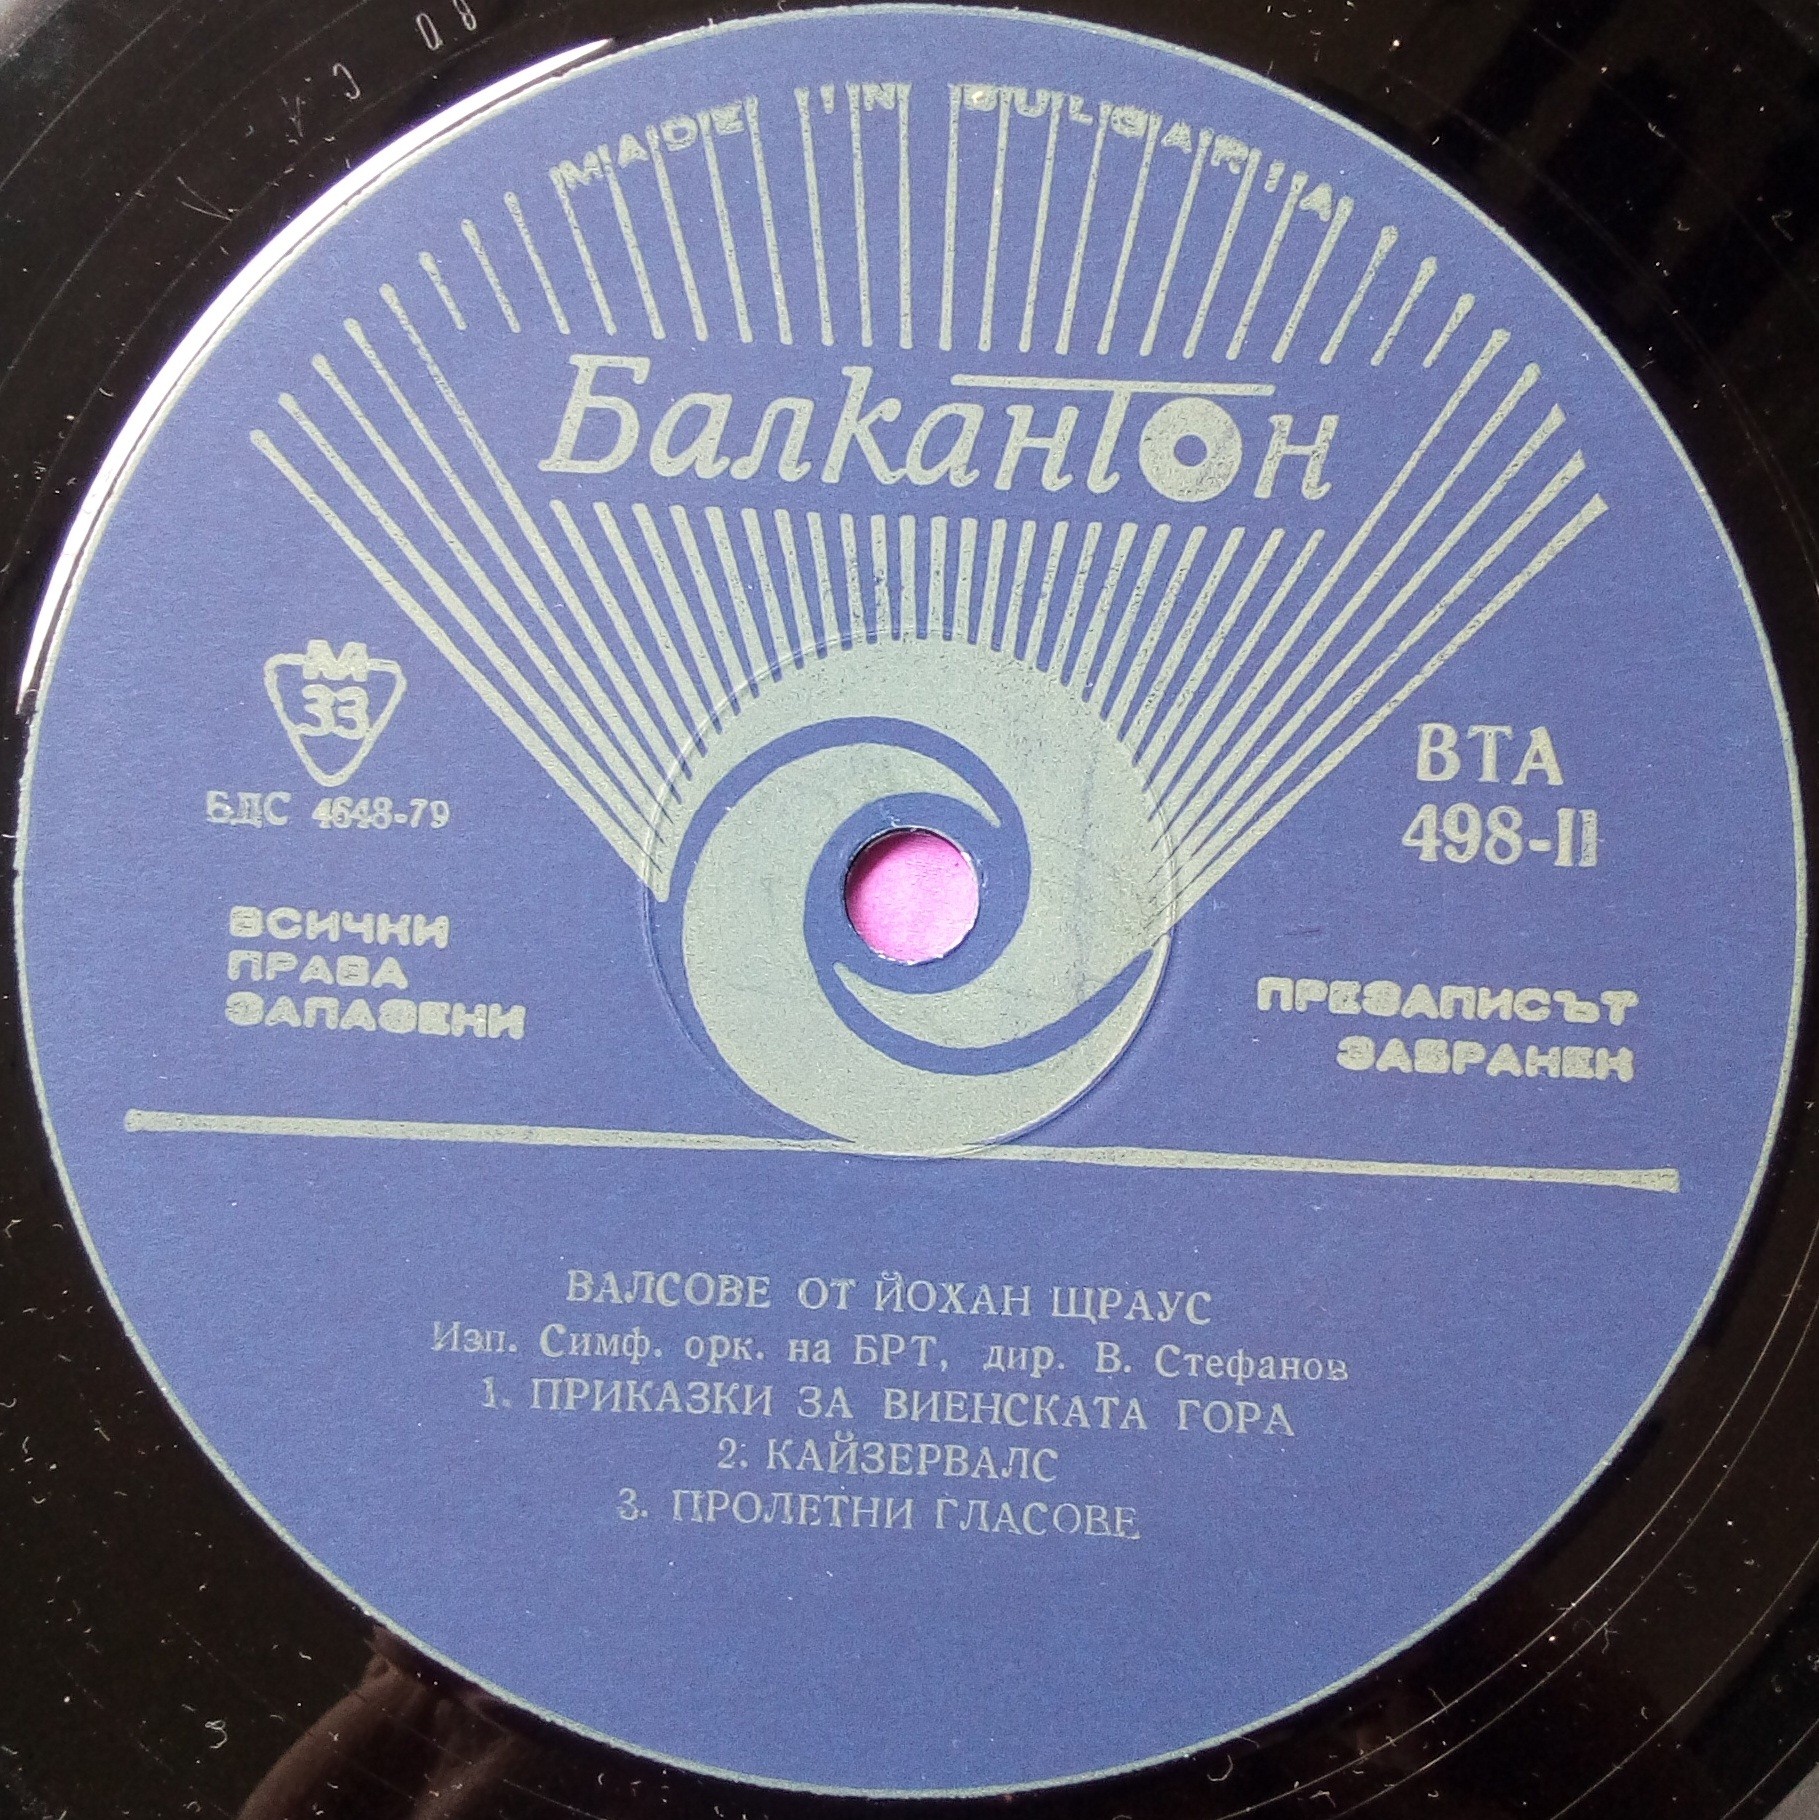 MADE IN BULGARIA
Балкантон
М
33
БДС 4648-79
ВТА
498-II
ВСИЧКИ
ПРАВА
ЗАПАЗЕНИ
ПРЕЗАПИСЪТ
ЗАБРАНЕН
ВАЛСОВЕ ОТ ЙОХАН ЩРАУС
Изп. Симф. орк. на БРТ, дир. В. Стефанов
1. ПРИКАЗКИ ЗА ВИЕНСКАТА ГОРА
2. КАЙЗЕРВАЛС
3. ПРОЛЕТНИ ГЛАСОВЕ